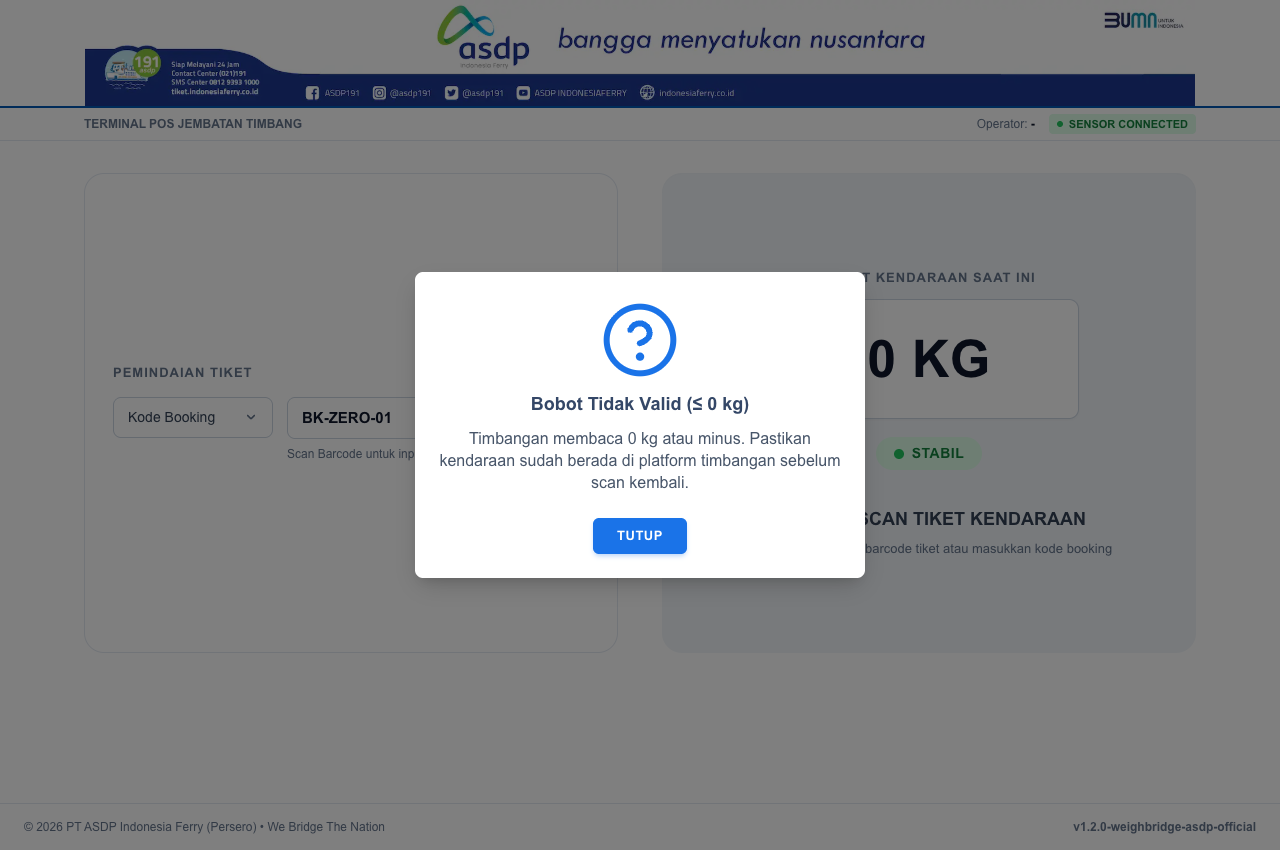 asdp
Indonesia Ferry
bangga menyatukan nusantara
BUMN UNTUK INDONESIA
191
asdp
Siap Melayani 24 Jam
Contact Center (021)191
SMS Center 0812 9393 1000
tiket.indonesiaferry.co.id
ASDP191
@asdp191
@asdp191
ASDP INDONESIAFERRY
indonesiaferry.co.id
TERMINAL POS JEMBATAN TIMBANG
Operator: -
SENSOR CONNECTED
T KENDARAAN SAAT INI
0 KG
STABIL
SCAN TIKET KENDARAAN
barcode tiket atau masukkan kode booking
PEMINDAIAN TIKET
Kode Booking
BK-ZERO-01
Scan Barcode untuk inp
?
Bobot Tidak Valid (≤ 0 kg)
Timbangan membaca 0 kg atau minus. Pastikan
kendaraan sudah berada di platform timbangan sebelum
scan kembali.
TUTUP
© 2026 PT ASDP Indonesia Ferry (Persero) • We Bridge The Nation
v1.2.0-weighbridge-asdp-official